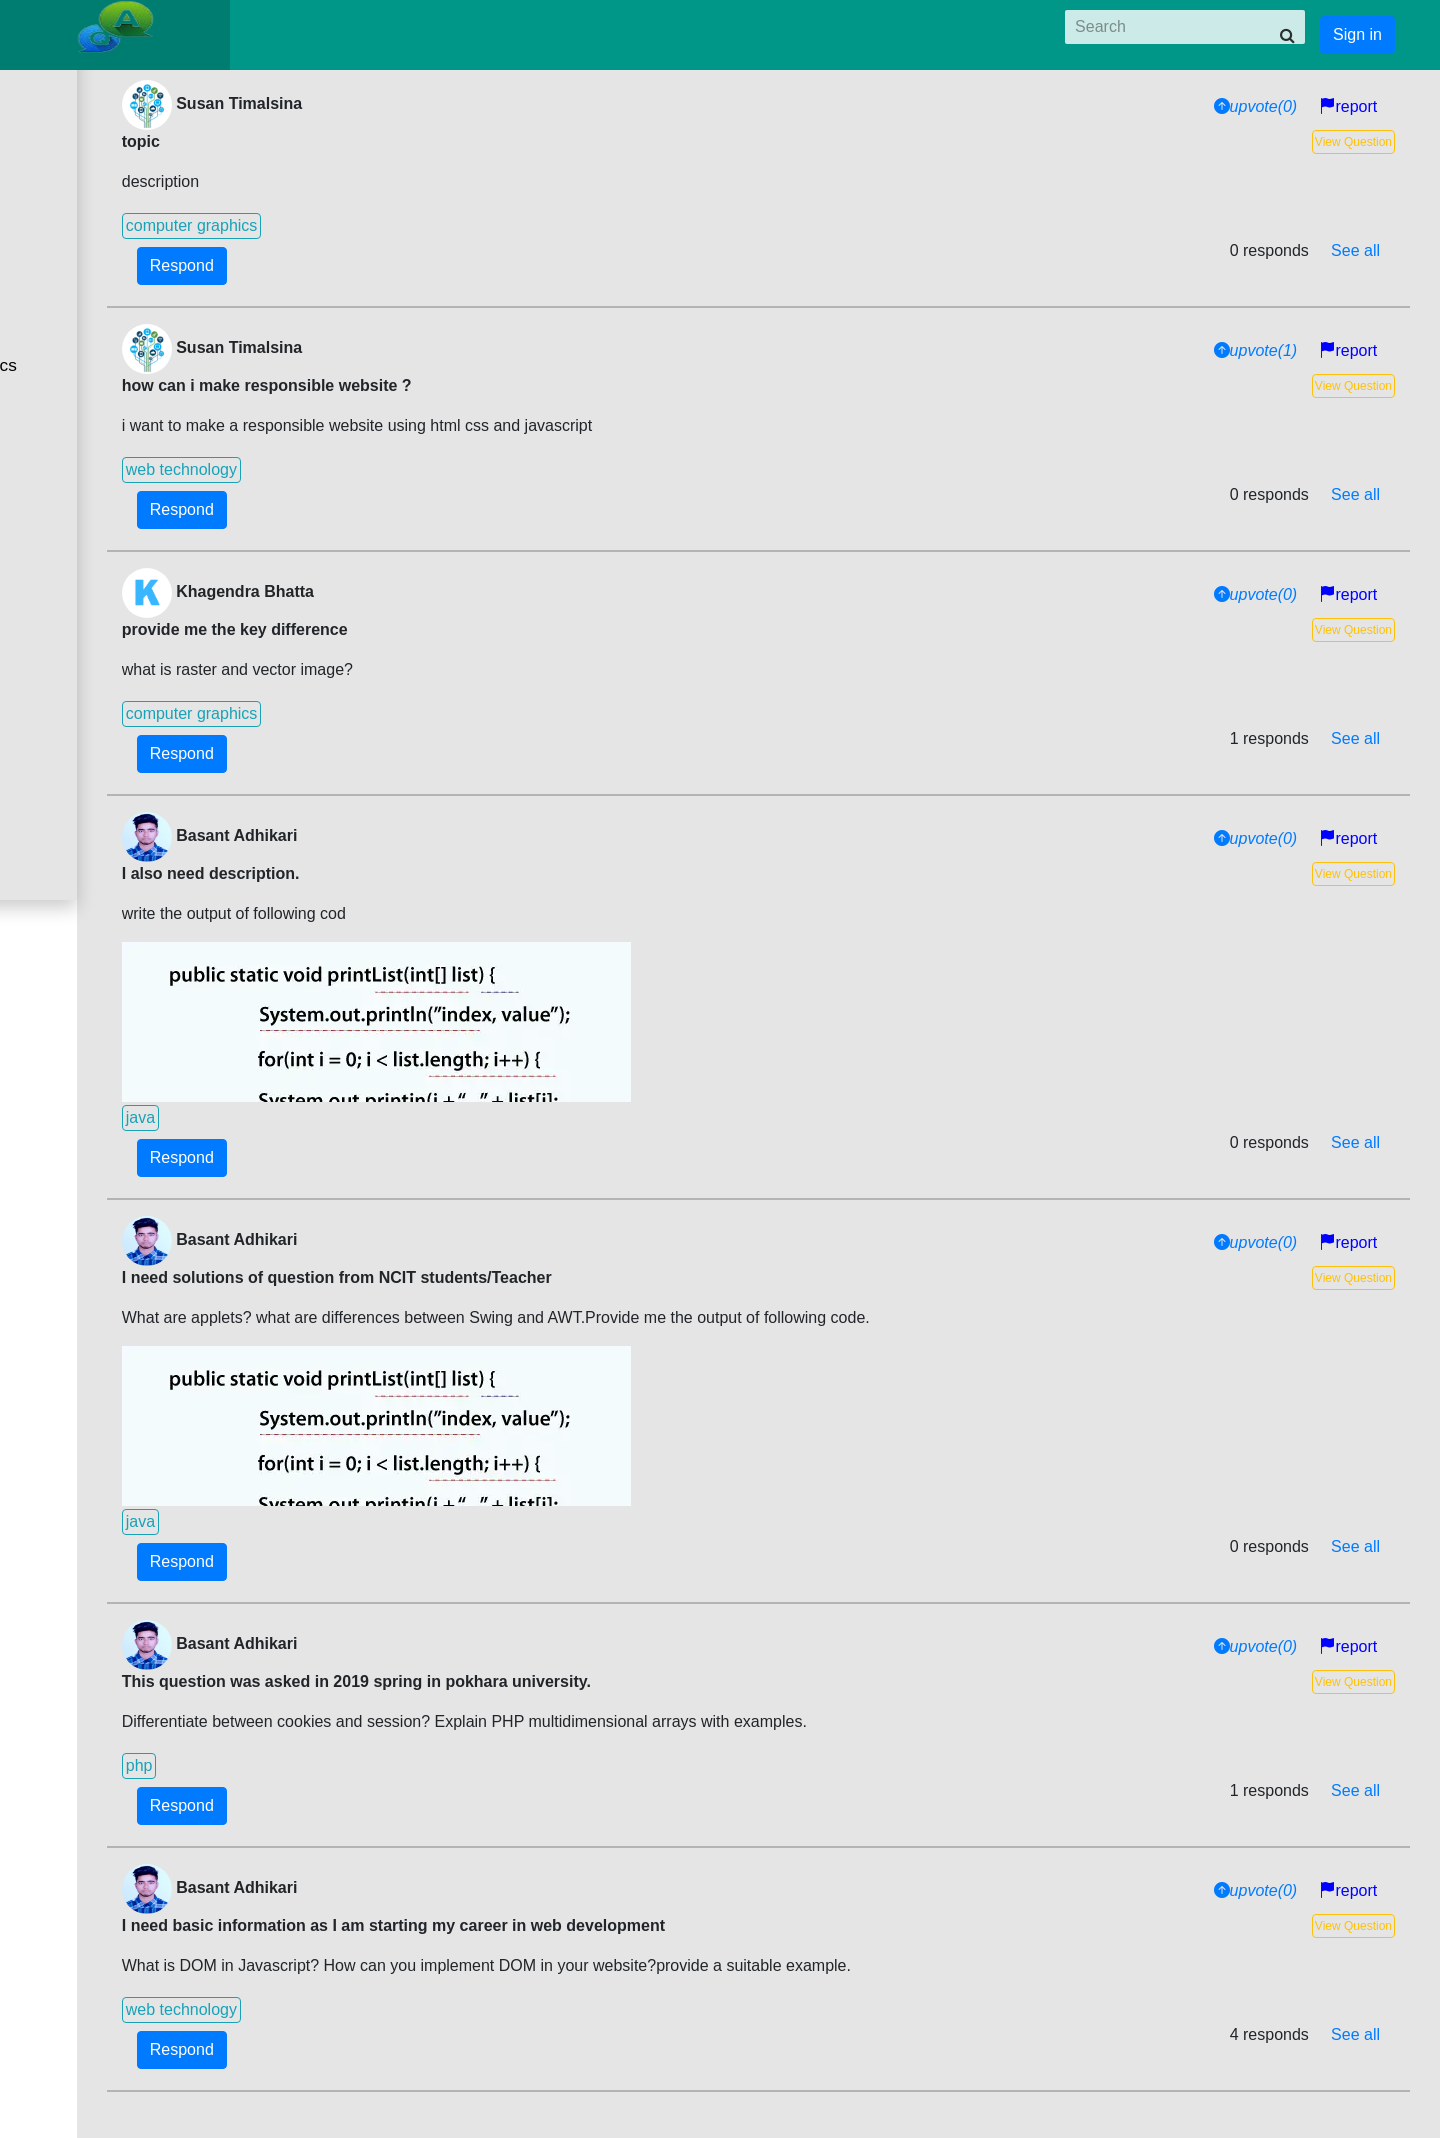 QA
Search
Sign in
cs
Susan Timalsina
upvote(0) report
topic
View Question
description
computer graphics
Respond
0 responds See all
Susan Timalsina
upvote(1) report
how can i make responsible website ?
View Question
i want to make a responsible website using html css and javascript
web technology
Respond
0 responds See all
K
Khagendra Bhatta
upvote(0) report
provide me the key difference
View Question
what is raster and vector image?
computer graphics
Respond
1 responds See all
Basant Adhikari
upvote(0) report
I also need description.
View Question
write the output of following cod
public static void printList(int[] list) {
System.out.println("index, value");
for(int i = 0; i < list.length; i++) {
System.out.printin(i + “ ” + list[i];
java
Respond
0 responds See all
Basant Adhikari
upvote(0) report
I need solutions of question from NCIT students/Teacher
View Question
What are applets? what are differences between Swing and AWT.Provide me the output of following code.
public static void printList(int[] list) {
System.out.println("index, value");
for(int i = 0; i < list.length; i++) {
System.out.printin(i + “ ” + list[i];
java
Respond
0 responds See all
Basant Adhikari
upvote(0) report
This question was asked in 2019 spring in pokhara university.
View Question
Differentiate between cookies and session? Explain PHP multidimensional arrays with examples.
php
Respond
1 responds See all
Basant Adhikari
upvote(0) report
I need basic information as I am starting my career in web development
View Question
What is DOM in Javascript? How can you implement DOM in your website?provide a suitable example.
web technology
Respond
4 responds See all